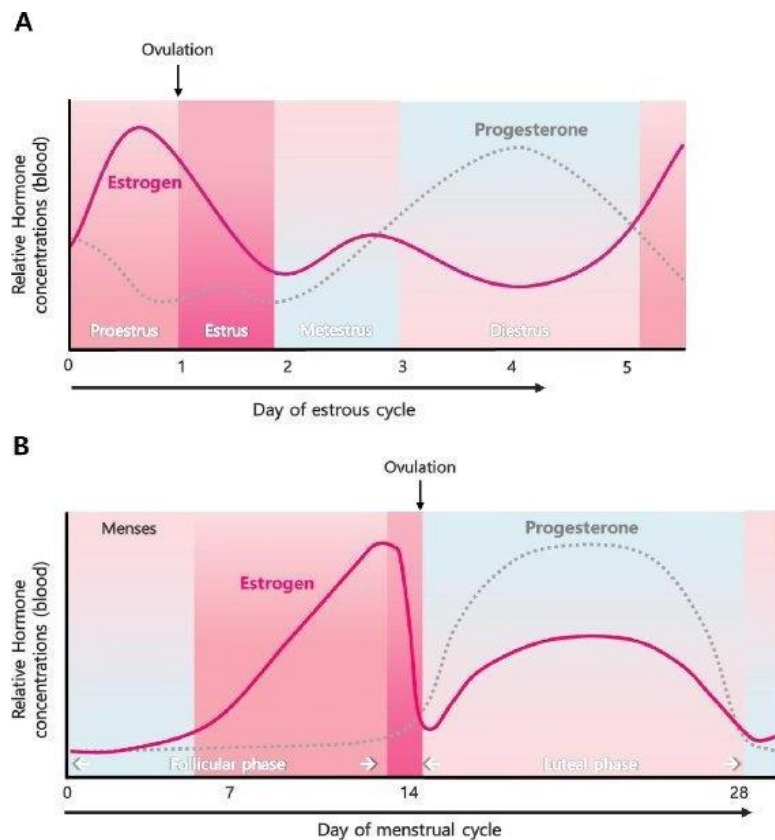 A
Ovulation
Relative Hormone
concentrations (blood)
Estrogen
Progesterone
Proestrus
Estrus
Metestrus
Diestrus
0 1 2 3 4 5
Day of estrous cycle
B
Ovulation
Relative Hormone
concentrations (blood)
Menses
Estrogen
Progesterone
Follicular phase
Luteal phase
0 7 14 28
Day of menstrual cycle